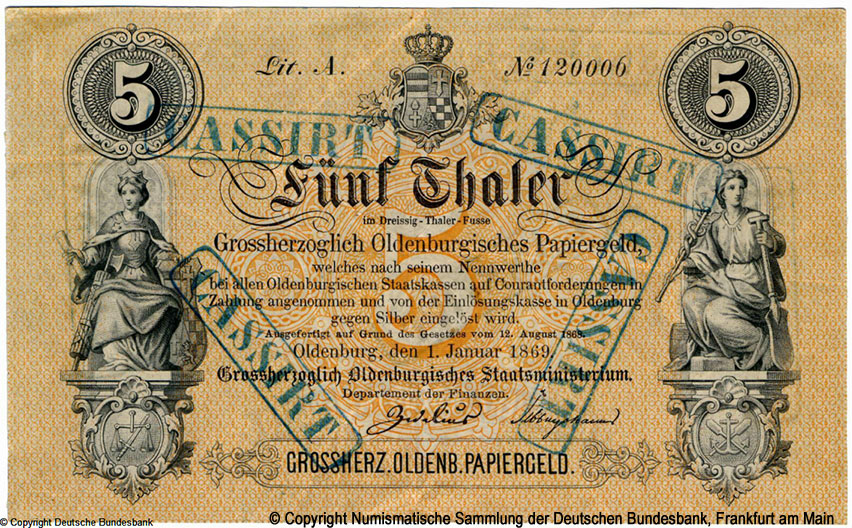 5 Lit. A. № 120006 5
CASSIRT CASSIRT
Fünf Thaler
im Dreissig-Thaler-Fusse
Grossherzoglich Oldenburgisches Papiergeld,
welches nach seinem Nennwerthe
bei allen Oldenburgischen Staatskassen auf Courantforderungen in
Zahlung angenommen und von der Einlösungskasse in Oldenburg
gegen Silber eingelöst wird.
5
Ausgefertigt auf Grund des Gesetzes vom 12. August 1868.
Oldenburg, den 1. Januar 1869.
CASSIRT CASSIRT
Grossherzoglich Oldenburgisches Staatsministerium.
Departement der Finanzen.
Zedelius
GROSSHERZ. OLDENB. PAPIERGELD.
© Copyright Deutsche Bundesbank
© Copyright Numismatische Sammlung der Deutschen Bundesbank, Frankfurt am Main